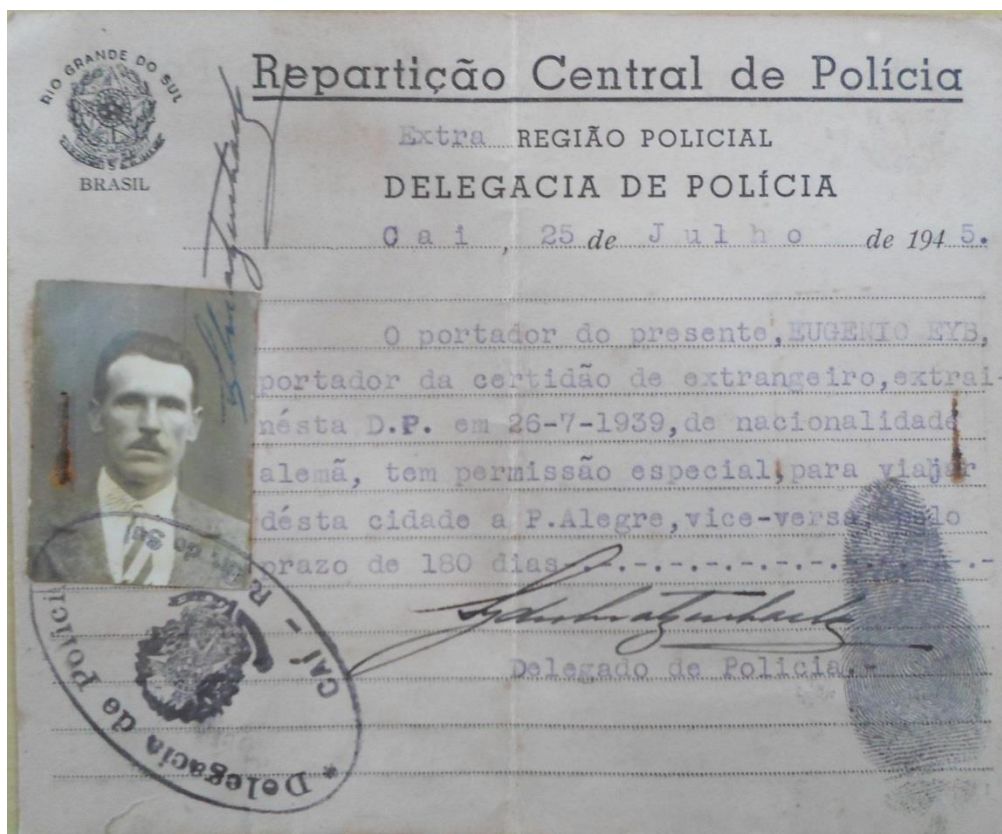 RIO GRANDE DO SUL
BRASIL
Repartição Central de Polícia
Extra REGIÃO POLICIAL
DELEGACIA DE POLÍCIA
Cai, 25 de Julho de 1945.
O portador do presente, EUGENIO EYB,
portador da certidão de extrangeiro, extrai-
nésta D.P. em 26-7-1939, de nacionalidade
alemã, tem permissão especial, para viajar
désta cidade a P.Alegre, vice-versa, pelo
prazo de 180 dias-.-.-.-.-.-.-.-.-.-
Delegado de Policia.-
* Delegacia de Polícia
CAÍ - R. do Sul